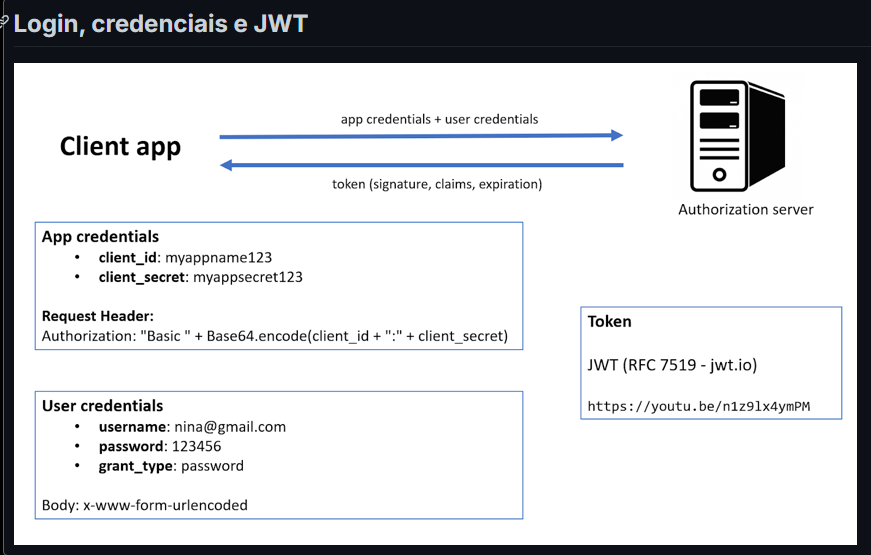 Login, credenciais e JWT
app credentials + user credentials
Client app
token (signature, claims, expiration)
Authorization server
App credentials
• client_id: myappname123
• client_secret: myappsecret123
Request Header:
Authorization: "Basic " + Base64.encode(client_id + ":" + client_secret)
Token
JWT (RFC 7519 - jwt.io)
https://youtu.be/n1z9lx4ymPM
User credentials
• username: nina@gmail.com
• password: 123456
• grant_type: password
Body: x-www-form-urlencoded